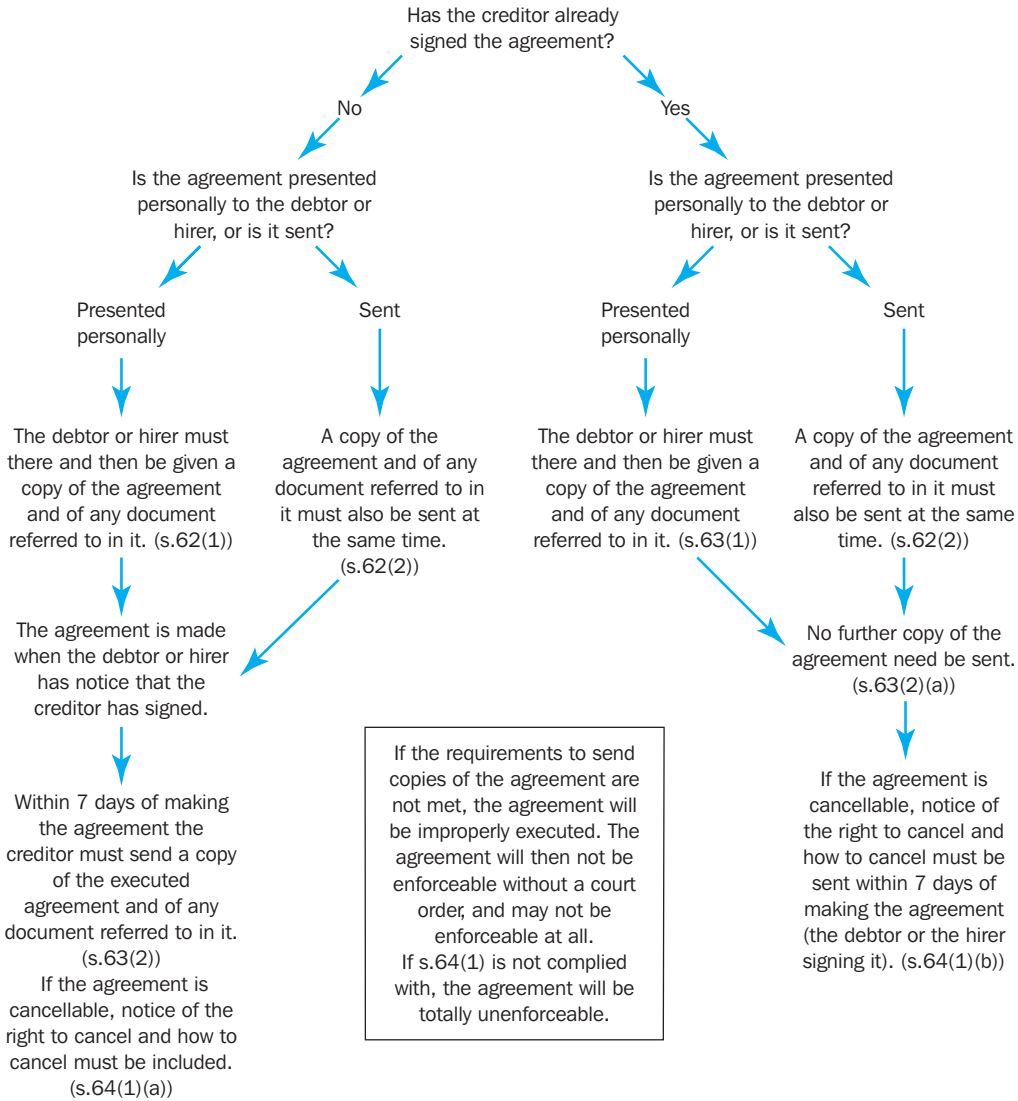 Has the creditor already
signed the agreement?
No
Yes
Is the agreement presented
personally to the debtor or
hirer, or is it sent?
Is the agreement presented
personally to the debtor or
hirer, or is it sent?
Presented
personally
Sent
Presented
personally
Sent
The debtor or hirer must
there and then be given a
copy of the agreement
and of any document
referred to in it. (s.62(1))
A copy of the
agreement and of any
document referred to in
it must also be sent at
the same time.
(s.62(2))
The debtor or hirer must
there and then be given a
copy of the agreement
and of any document
referred to in it. (s.63(1))
A copy of the agreement
and of any document
referred to in it must
also be sent at the same
time. (s.62(2))
The agreement is made
when the debtor or hirer
has notice that the
creditor has signed.
No further copy of the
agreement need be sent.
(s.63(2)(a))
Within 7 days of making
the agreement the
creditor must send a copy
of the executed
agreement and of any
document referred to in it.
(s.63(2))
If the agreement is
cancellable, notice of the
right to cancel and how to
cancel must be included.
(s.64(1)(a))
If the requirements to send
copies of the agreement are
not met, the agreement will
be improperly executed. The
agreement will then not be
enforceable without a court
order, and may not be
enforceable at all.
If s.64(1) is not complied
with, the agreement will be
totally unenforceable.
If the agreement is
cancellable, notice of
the right to cancel and
how to cancel must be
sent within 7 days of
making the agreement
(the debtor or the hirer
signing it). (s.64(1)(b))